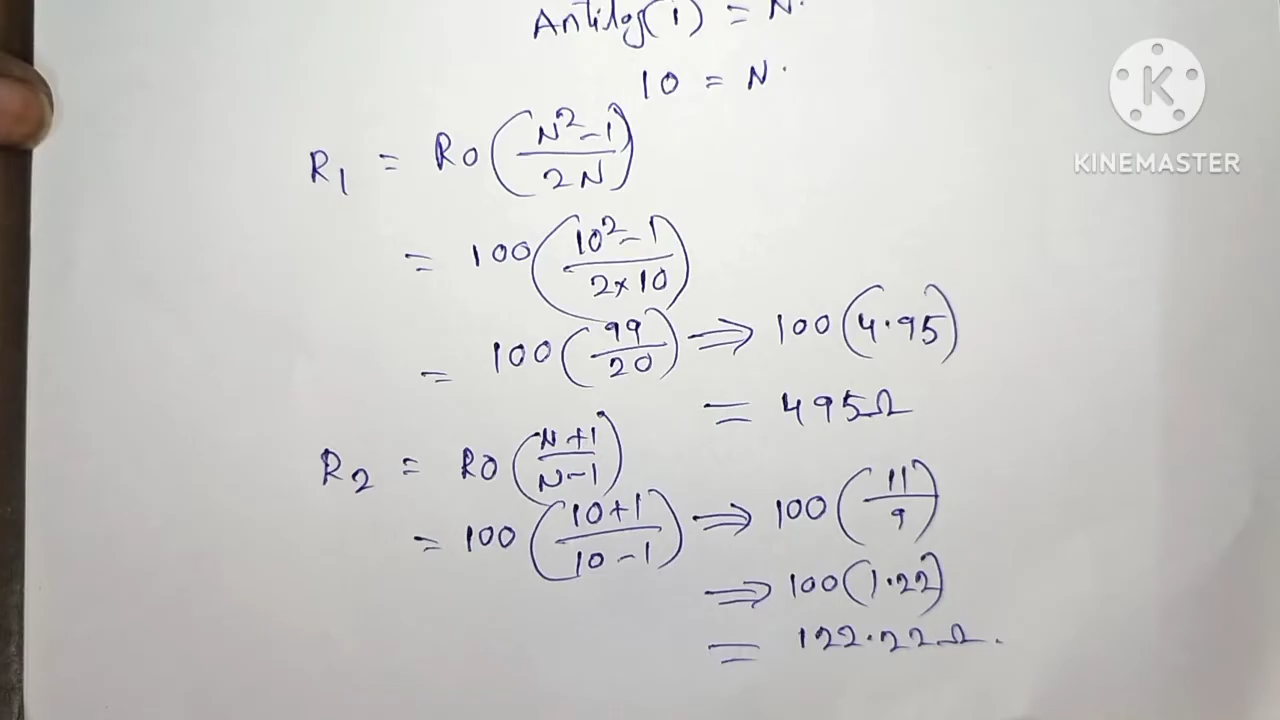 Antilog(1) = N.
10 = N.
K
KINEMASTER
R1 = R0 ( N²-1 / 2N )
= 100 ( 10²-1 / 2×10 )
= 100 ( 99 / 20 ) ⇒ 100 (4.95)
= 495Ω
R2 = R0 ( N+1 / N-1 )
= 100 ( 10+1 / 10-1 ) ⇒ 100 ( 11 / 9 )
⇒ 100 (1.22)
= 122.22Ω.